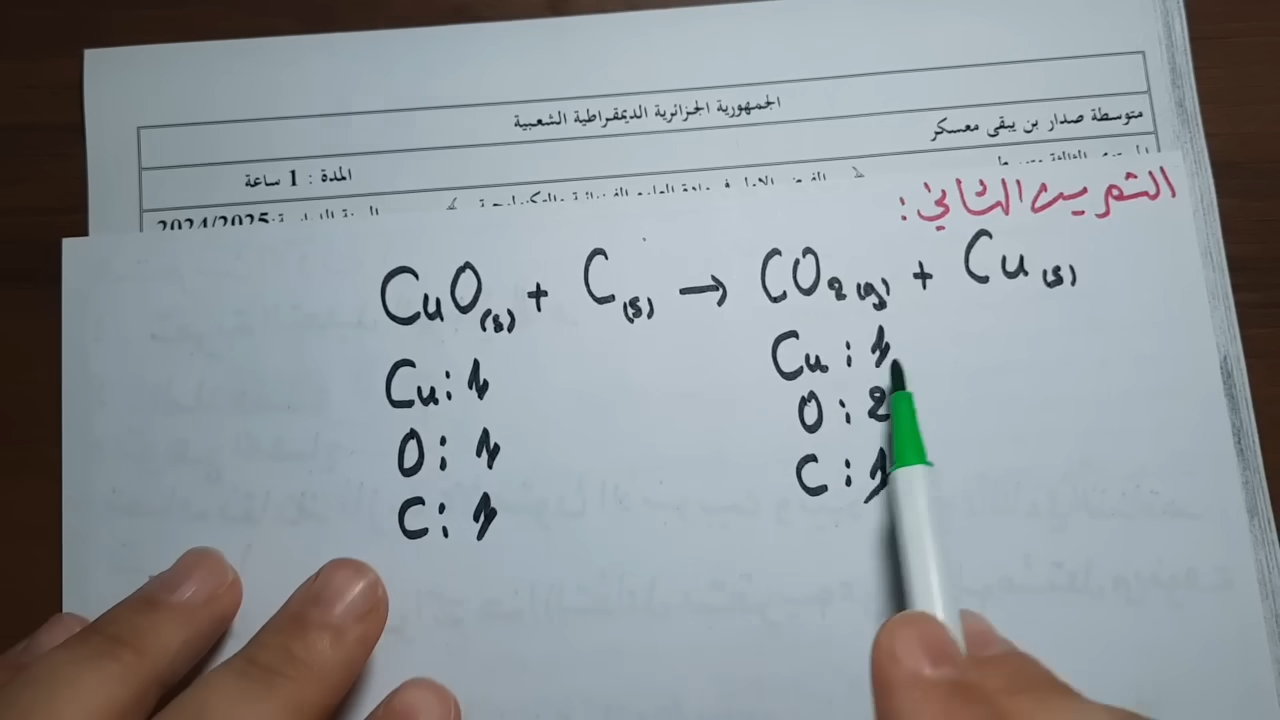 الجمهورية الجزائرية الديمقراطية الشعبية
متوسطة صدار بن يبقى معسكر
المدة : 1 ساعة
2024/2025
التمرين الثاني :
CuO(s) + C(s) → CO2(g) + Cu(s)
Cu : 1 Cu : 1
O : 1 O : 2
C : 1 C : 1